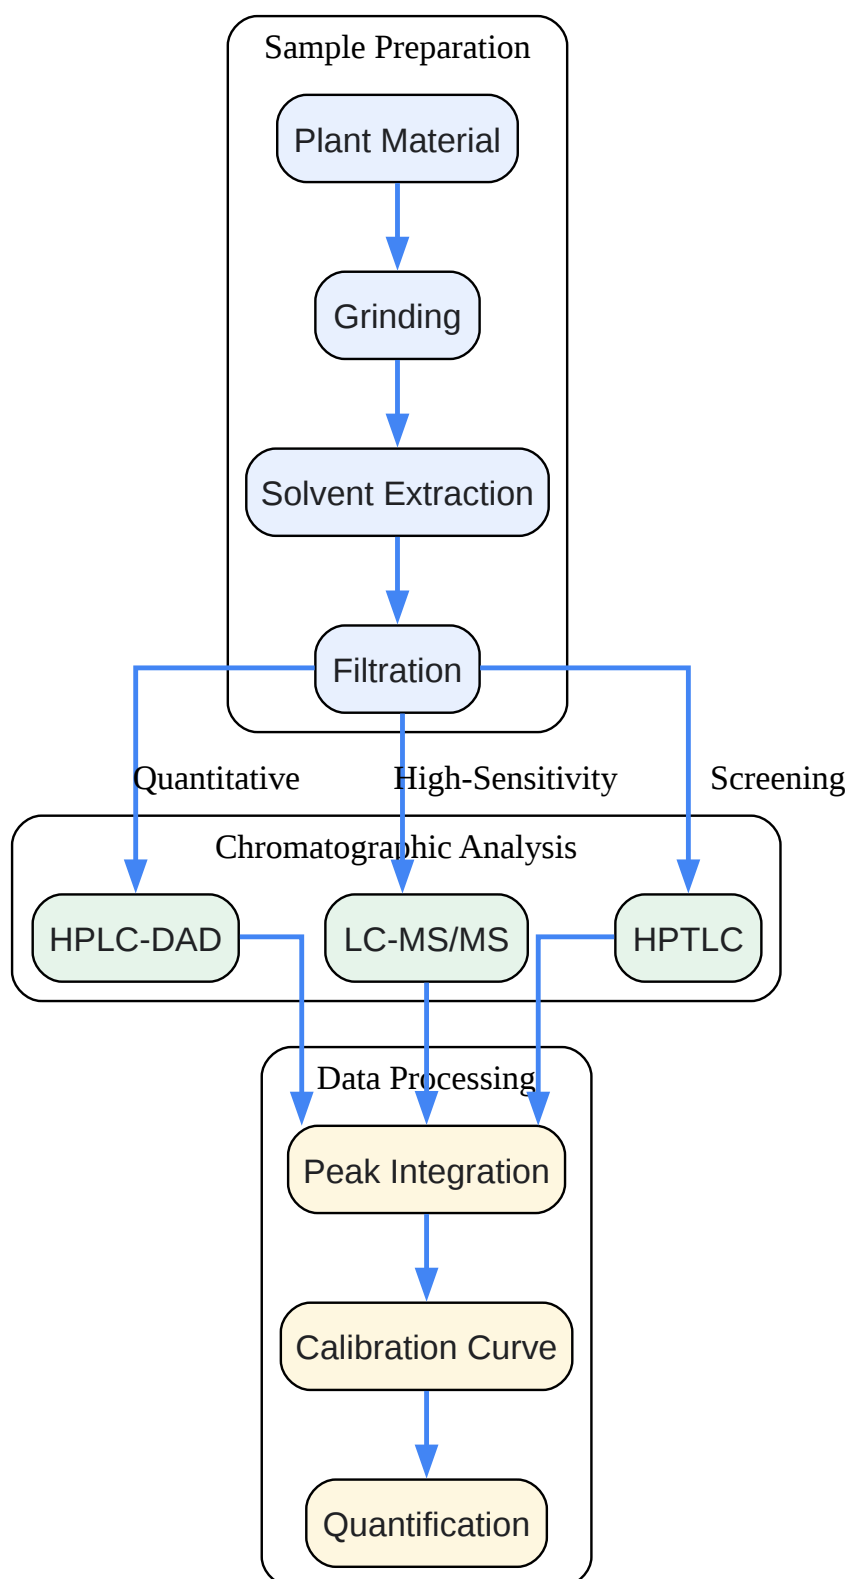 Sample Preparation
Plant Material
Grinding
Solvent Extraction
Filtration
Quantitative
High-Sensitivity
Screening
Chromatographic Analysis
HPLC-DAD
LC-MS/MS
HPTLC
Data Processing
Peak Integration
Calibration Curve
Quantification